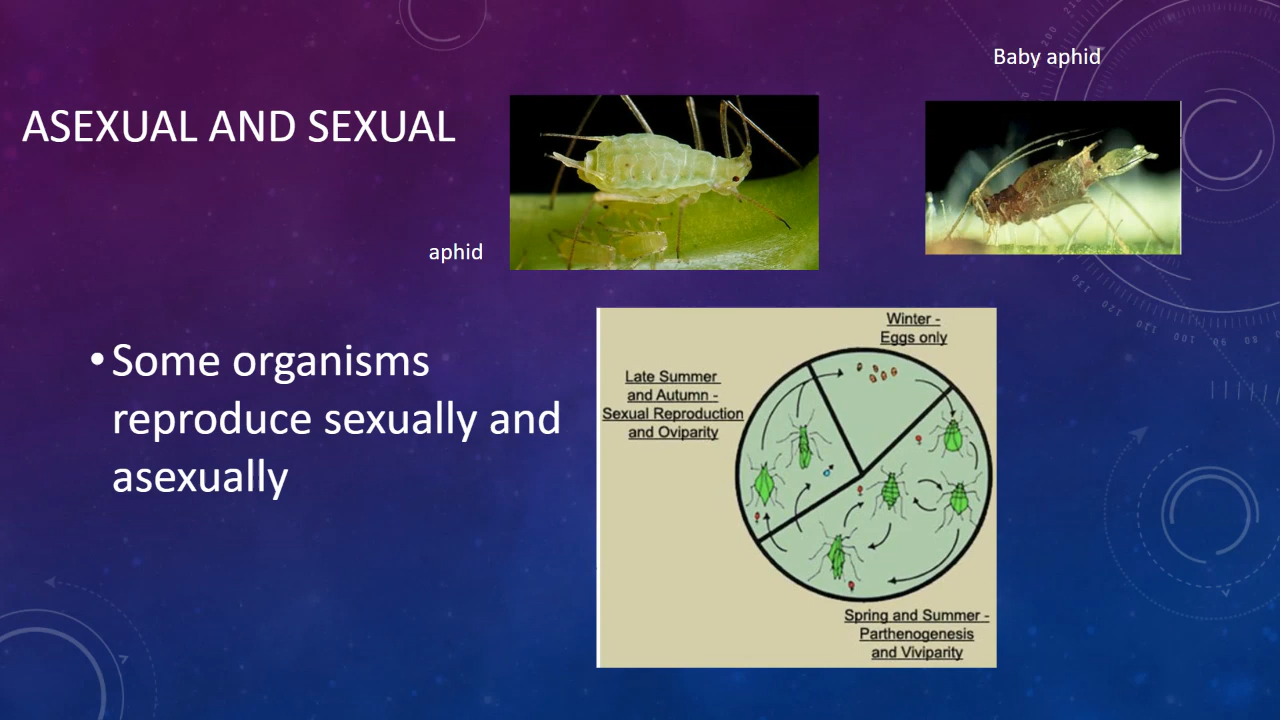 Baby aphid
ASEXUAL AND SEXUAL
aphid
• Some organisms
reproduce sexually and
asexually
Winter -
Eggs only
Late Summer
and Autumn -
Sexual Reproduction
and Oviparity
Spring and Summer -
Parthenogenesis
and Viviparity